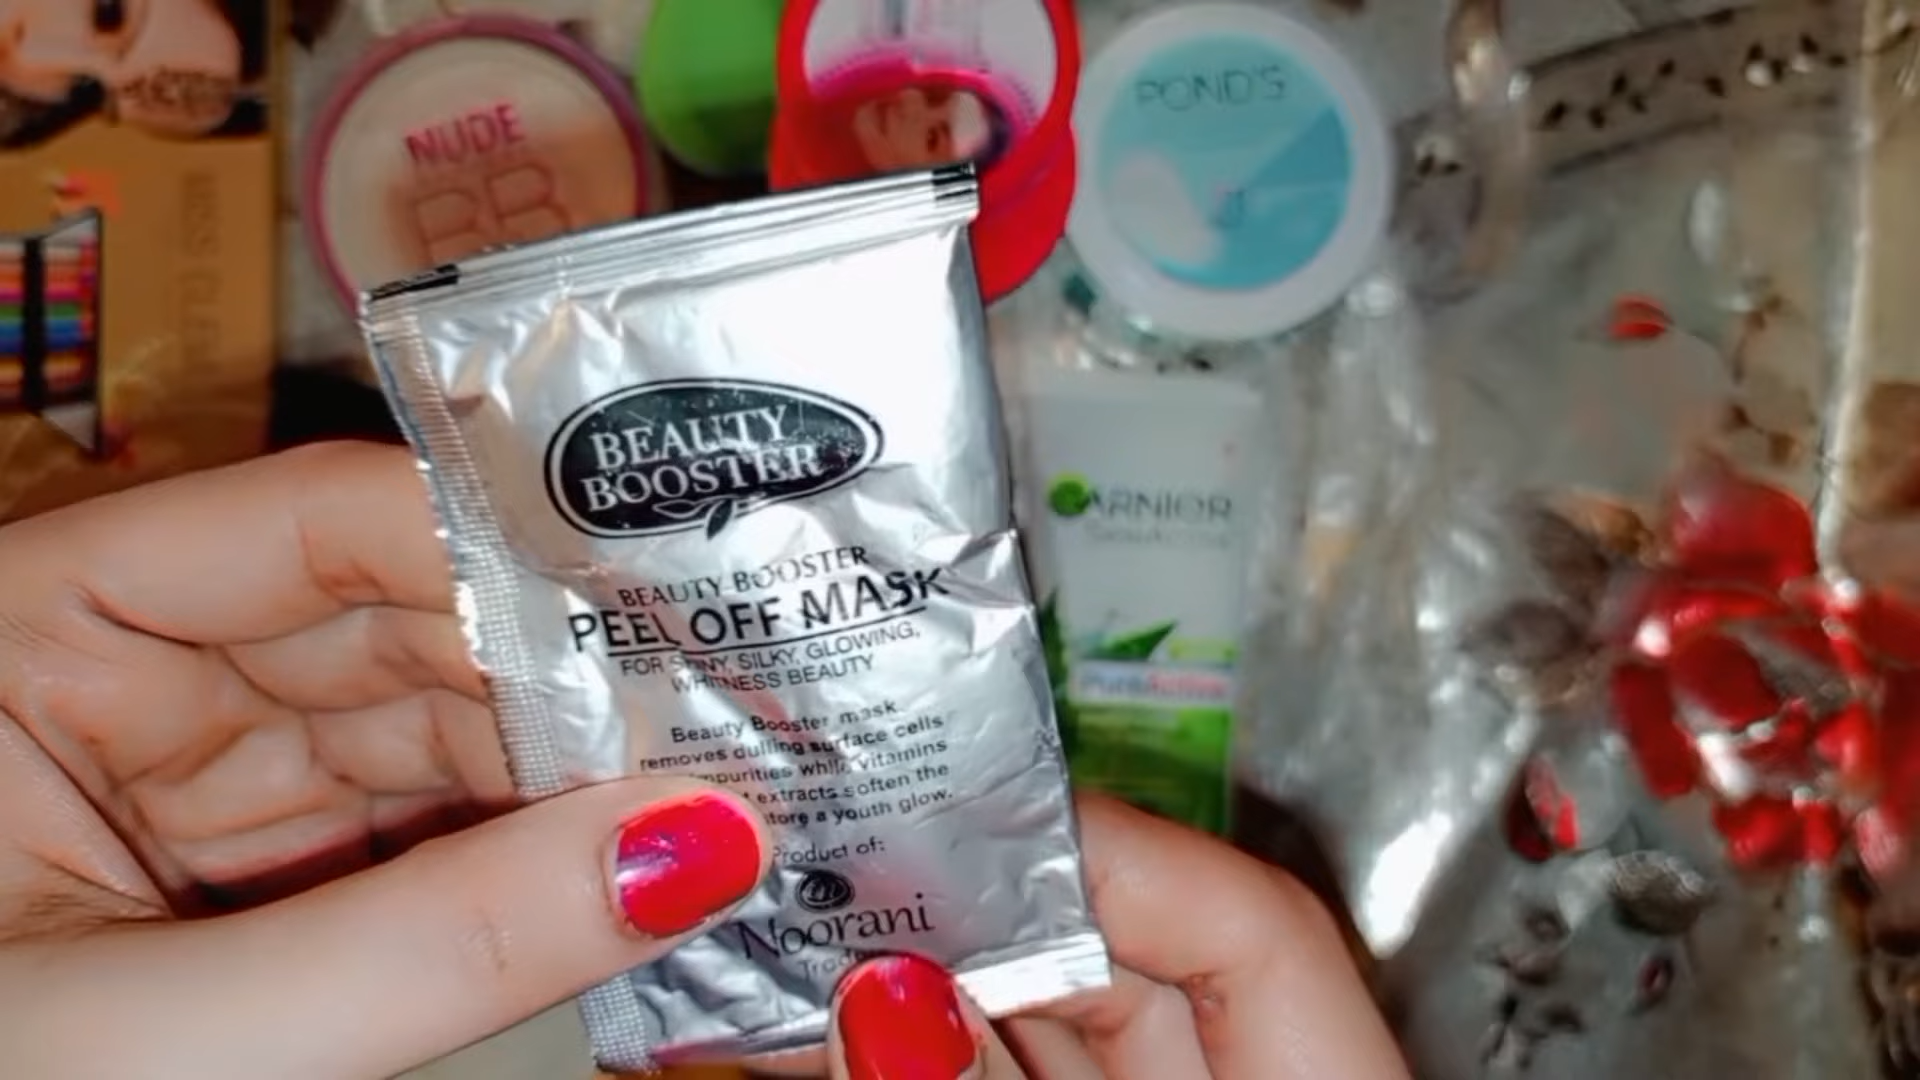 NUDE
BB
POND'S
BEAUTY
BOOSTER
BEAUTY BOOSTER
PEEL OFF MASK
FOR SHINY, SILKY, GLOWING,
WHITNESS BEAUTY
Beauty Booster mask
removes dulling surface cells
impurities while vitamins
extracts soften the
a youth glow.
Product of:
Noorani
GARNIER
PureActive